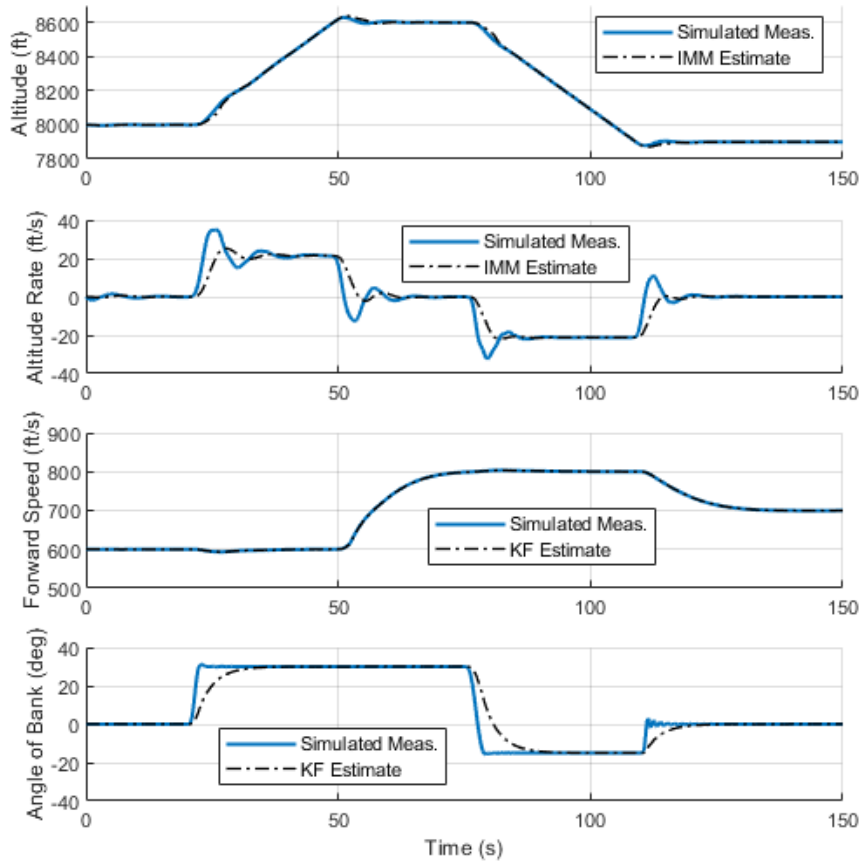 Altitude (ft)
8600
8400
8200
8000
7800
Simulated Meas.
IMM Estimate
0
50
100
150
Altitude Rate (ft/s)
40
20
0
-20
-40
Simulated Meas.
IMM Estimate
0
50
100
150
Forward Speed (ft/s)
900
800
700
600
500
Simulated Meas.
KF Estimate
0
50
100
150
Angle of Bank (deg)
40
20
0
-20
-40
Simulated Meas.
KF Estimate
0
50
100
150
Time (s)